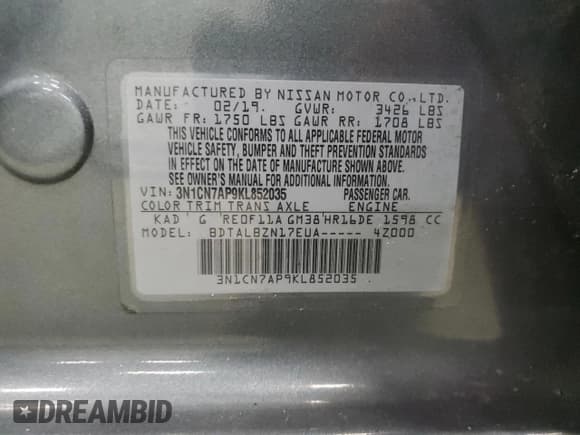 MANUFACTURED BY NISSAN MOTOR CO.,LTD.
DATE: 02/19. GVWR: 3426 LBS
GAWR FR: 1750 LBS GAWR RR: 1708 LBS
THIS VEHICLE CONFORMS TO ALL APPLICABLE FEDERAL MOTOR
VEHICLE SAFETY, BUMPER AND THEFT PREVENTION STANDARDS
IN EFFECT ON THE DATE OF MANUFACTURE SHOWN ABOVE.
SEE OWNER'S MANUAL FOR ADDITIONAL INFORMATION
VIN: 3N1CN7AP9KL852035 PASSENGER CAR.
COLOR TRIM TRANS AXLE ENGINE
KAD G RE0F11A GM38 HR16DE 1598 CC
MODEL: BDTALBZN17EUA----- 4Z000
3N1CN7AP9KL852035
DREAMBID